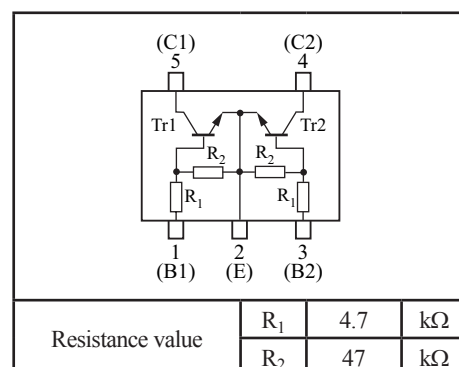 (C1) (C2)
5 4
Tr1 Tr2
R2 R2
R1 R1
1 2 3
(B1) (E) (B2)
Resistance value R1 4.7 kΩ
R2 47 kΩ